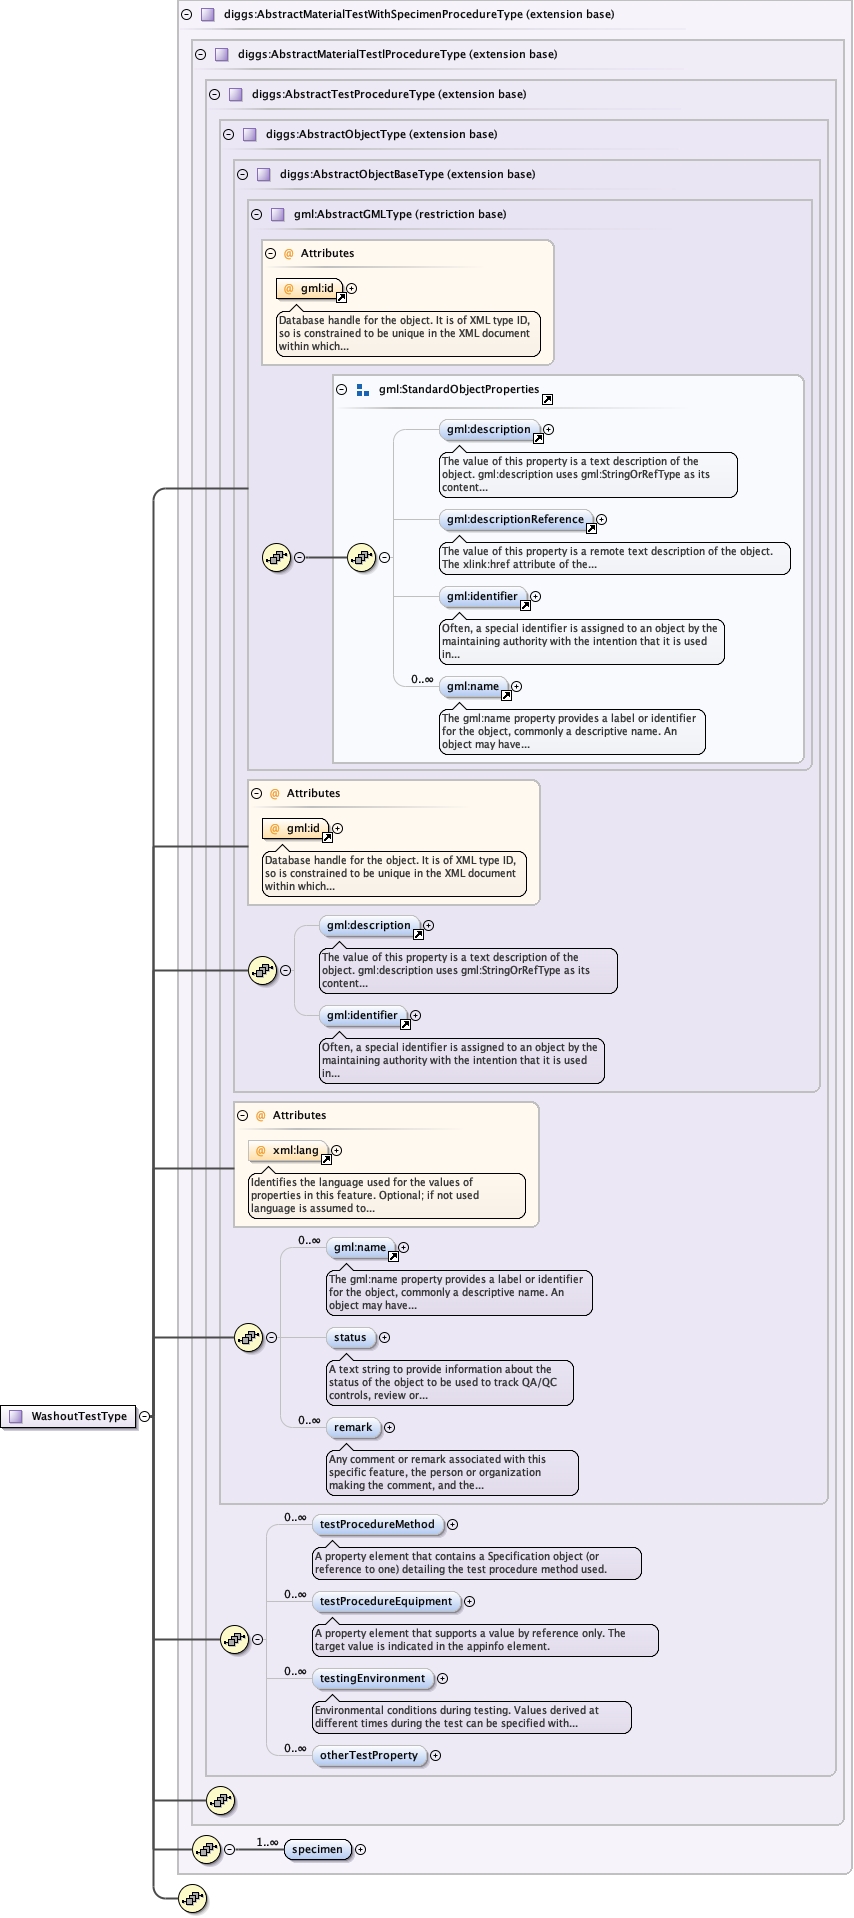 diggs:AbstractMaterialTestWithSpecimenProcedureType (extension base)
diggs:AbstractMaterialTestlProcedureType (extension base)
diggs:AbstractTestProcedureType (extension base)
diggs:AbstractObjectType (extension base)
diggs:AbstractObjectBaseType (extension base)
gml:AbstractGMLType (restriction base)
@ Attributes
@ gml:id
Database handle for the object. It is of XML type ID,
so is constrained to be unique in the XML document
within which...
gml:StandardObjectProperties
gml:description
The value of this property is a text description of the
object. gml:description uses gml:StringOrRefType as its
content...
gml:descriptionReference
The value of this property is a remote text description of the object.
The xlink:href attribute of the...
gml:identifier
Often, a special identifier is assigned to an object by the
maintaining authority with the intention that it is used
in...
0..∞ gml:name
The gml:name property provides a label or identifier
for the object, commonly a descriptive name. An
object may have...
@ Attributes
@ gml:id
Database handle for the object. It is of XML type ID,
so is constrained to be unique in the XML document
within which...
gml:description
The value of this property is a text description of the
object. gml:description uses gml:StringOrRefType as its
content...
gml:identifier
Often, a special identifier is assigned to an object by the
maintaining authority with the intention that it is used
in...
@ Attributes
@ xml:lang
Identifies the language used for the values of
properties in this feature. Optional; if not used
language is assumed to...
0..∞ gml:name
The gml:name property provides a label or identifier
for the object, commonly a descriptive name. An
object may have...
status
A text string to provide information about the
status of the object to be used to track QA/QC
controls, review or...
WashoutTestType
0..∞ remark
Any comment or remark associated with this
specific feature, the person or organization
making the comment, and the...
0..∞ testProcedureMethod
A property element that contains a Specification object (or
reference to one) detailing the test procedure method used.
0..∞ testProcedureEquipment
A property element that supports a value by reference only. The
target value is indicated in the appinfo element.
0..∞ testingEnvironment
Environmental conditions during testing. Values derived at
different times during the test can be specified with...
0..∞ otherTestProperty
1..∞ specimen